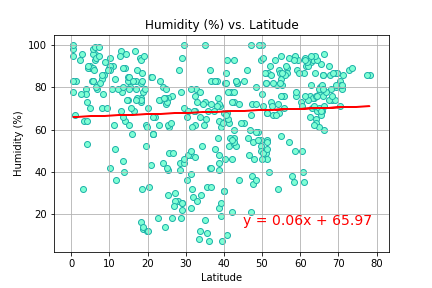 Humidity (%) vs. Latitude
100
80
60
40
20
Humidity (%)
y = 0.06x + 65.97
0 10 20 30 40 50 60 70 80
Latitude